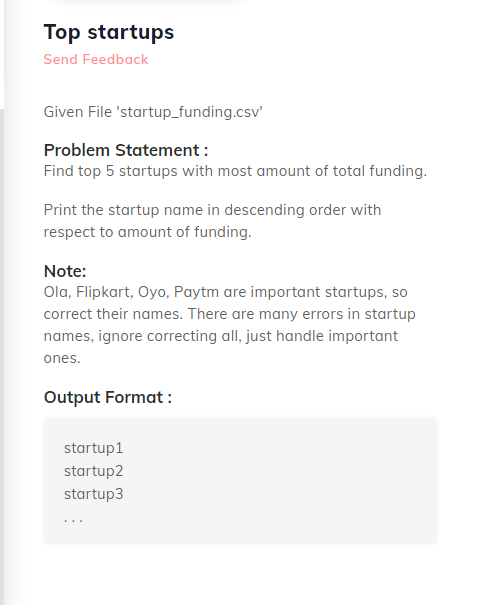 Top startups
Send Feedback
Given File 'startup_funding.csv'
Problem Statement :
Find top 5 startups with most amount of total funding.
Print the startup name in descending order with
respect to amount of funding.
Note:
Ola, Flipkart, Oyo, Paytm are important startups, so
correct their names. There are many errors in startup
names, ignore correcting all, just handle important
ones.
Output Format :
startup1
startup2
startup3
. . .